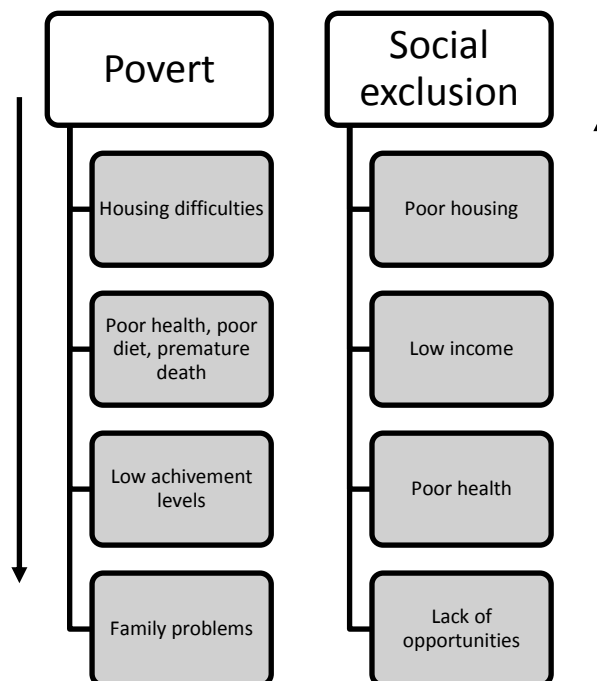 Povert
Housing difficulties
Poor health, poor
diet, premature
death
Low achivement
levels
Family problems
Social
exclusion
Poor housing
Low income
Poor health
Lack of
opportunities